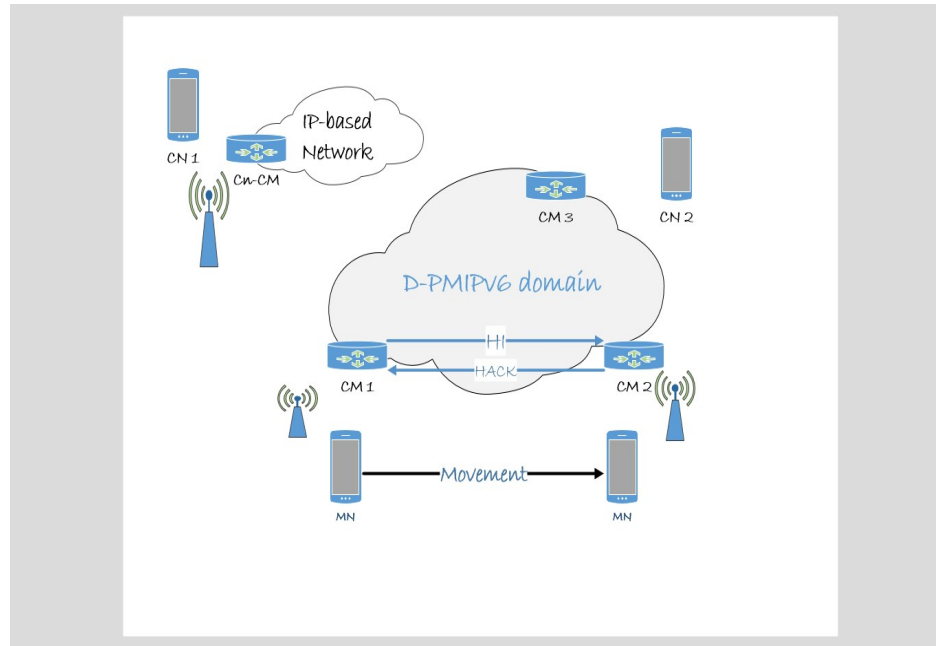 IP-based
Network
CN 1
Cn-CM
CM 3
CN 2
D-PMIPV6 domain
HI
HACK
CM 1
CM 2
Movement
MN
MN